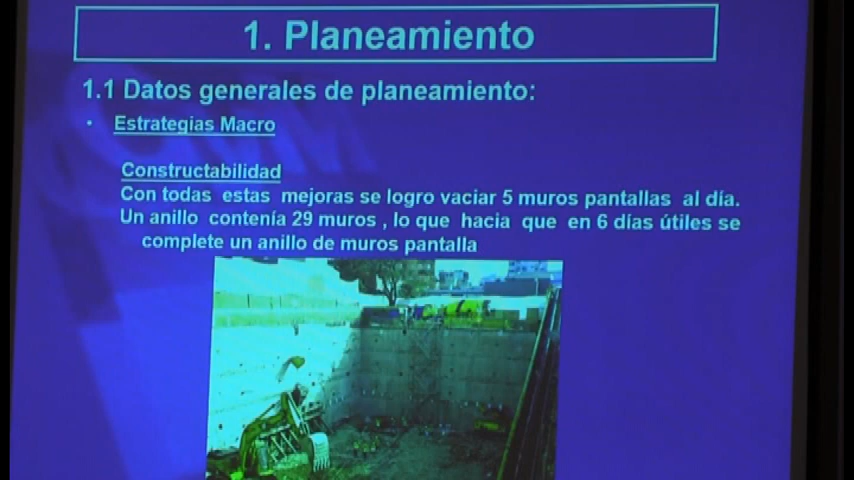 1. Planeamiento
1.1 Datos generales de planeamiento:
• Estrategias Macro
Constructabilidad
Con todas estas mejoras se logro vaciar 5 muros pantallas al día.
Un anillo contenía 29 muros , lo que hacia que en 6 días útiles se
complete un anillo de muros pantalla